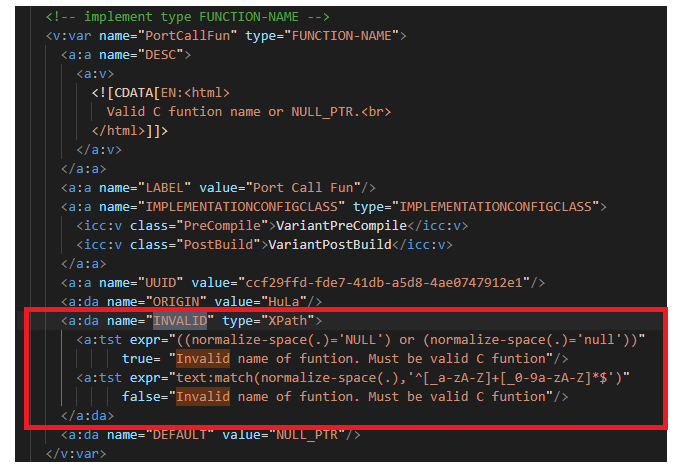 <!-- implement type FUNCTION-NAME -->
<v:var name="PortCallFun" type="FUNCTION-NAME">
<a:a name="DESC">
<a:v>
<![CDATA[EN:<html>
Valid C funtion name or NULL_PTR.<br>
</html>]]>
</a:v>
</a:a>
<a:a name="LABEL" value="Port Call Fun"/>
<a:a name="IMPLEMENTATIONCONFIGCLASS" type="IMPLEMENTATIONCONFIGCLASS">
<icc:v class="PreCompile">VariantPreCompile</icc:v>
<icc:v class="PostBuild">VariantPostBuild</icc:v>
</a:a>
<a:a name="UUID" value="ccf29ffd-fde7-41db-a5d8-4ae0747912e1"/>
<a:da name="ORIGIN" value="HuLa"/>
<a:da name="INVALID" type="XPath">
<a:tst expr="((normalize-space(.)='NULL') or (normalize-space(.)='null'))"
true= "Invalid name of funtion. Must be valid C funtion"/>
<a:tst expr="text:match(normalize-space(.),'^[_a-zA-Z]+[_0-9a-zA-Z]*$')"
false="Invalid name of funtion. Must be valid C funtion"/>
</a:da>
<a:da name="DEFAULT" value="NULL_PTR"/>
</v:var>